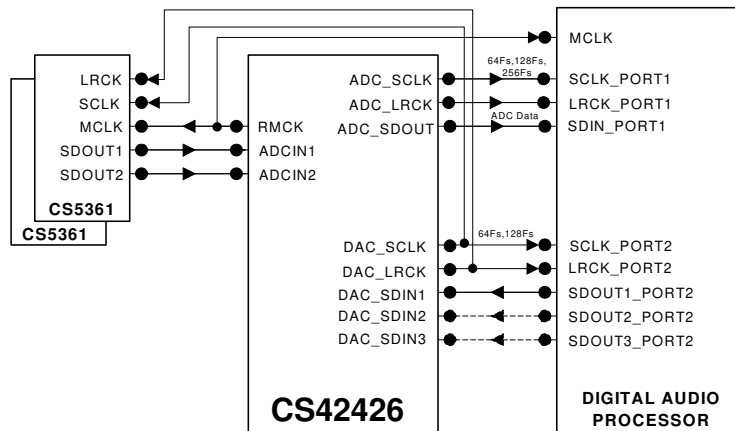 LRCK
SCLK
MCLK
SDOUT1
SDOUT2
CS5361
CS5361
RMCK
ADCIN1
ADCIN2
ADC_SCLK
ADC_LRCK
ADC_SDOUT
DAC_SCLK
DAC_LRCK
DAC_SDIN1
DAC_SDIN2
DAC_SDIN3
CS42426
64Fs,128Fs,
256Fs
ADC Data
64Fs,128Fs
MCLK
SCLK_PORT1
LRCK_PORT1
SDIN_PORT1
SCLK_PORT2
LRCK_PORT2
SDOUT1_PORT2
SDOUT2_PORT2
SDOUT3_PORT2
DIGITAL AUDIO
PROCESSOR